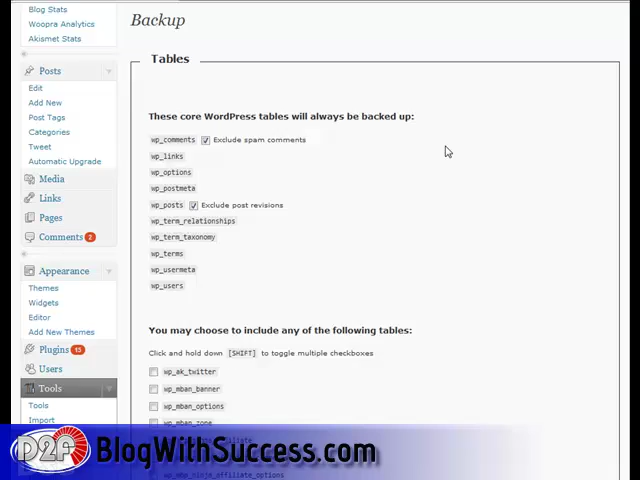 Blog Stats
Woopra Analytics
Akismet Stats
Posts
Edit
Add New
Post Tags
Categories
Tweet
Automatic Upgrade
Media
Links
Pages
Comments 2
Appearance
Themes
Widgets
Editor
Add New Themes
Plugins 15
Users
Tools
Tools
Import
Backup
Tables
These core WordPress tables will always be backed up:
wp_comments Exclude spam comments
wp_links
wp_options
wp_postmeta
wp_posts Exclude post revisions
wp_term_relationships
wp_term_taxonomy
wp_terms
wp_usermeta
wp_users
You may choose to include any of the following tables:
Click and hold down [SHIFT] to toggle multiple checkboxes
wp_ak_twitter
wp_mban_banner
wp_mban_options
wp_mban_zone
D2F BlogWithSuccess.com